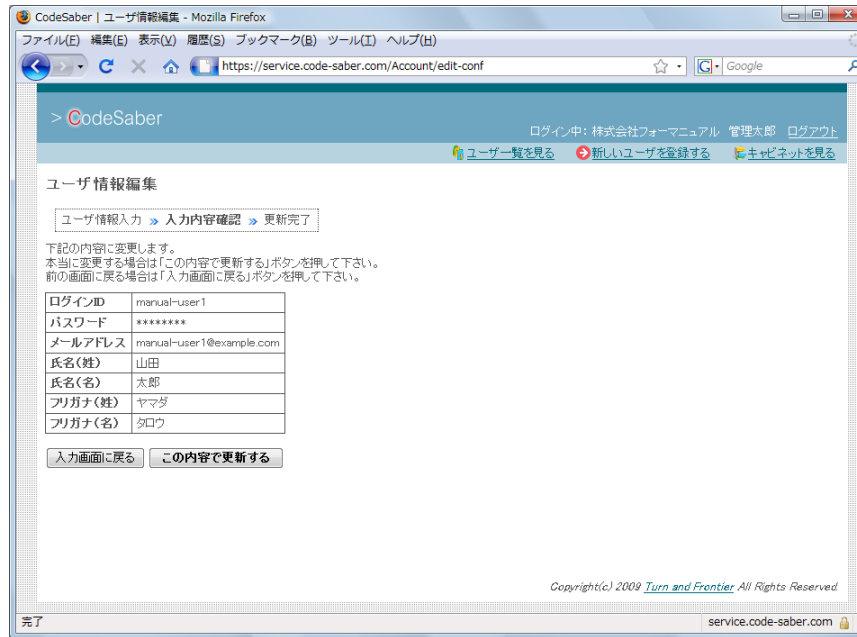 CodeSaber | ユーザ情報編集 - Mozilla Firefox
ファイル(F) 編集(E) 表示(V) 履歴(S) ブックマーク(B) ツール(T) ヘルプ(H)
https://service.code-saber.com/Account/edit-conf
G Google
> CodeSaber
ログイン中: 株式会社フォーマニュアル 管理太郎 ログアウト
ユーザ一覧を見る 新しいユーザを登録する キャビネットを見る
ユーザ情報編集
ユーザ情報入力 » 入力内容確認 » 更新完了
下記の内容に変更します。
本当に変更する場合は「この内容で更新する」ボタンを押して下さい。
前の画面に戻る場合は「入力画面に戻る」ボタンを押して下さい。
ログインID manual-user1
パスワード ********
メールアドレス manual-user1@example.com
氏名(姓) 山田
氏名(名) 太郎
フリガナ(姓) ヤマダ
フリガナ(名) タロウ
入力画面に戻る この内容で更新する
Copyright(c) 2009 Turn and Frontier All Rights Reserved.
完了 service.code-saber.com